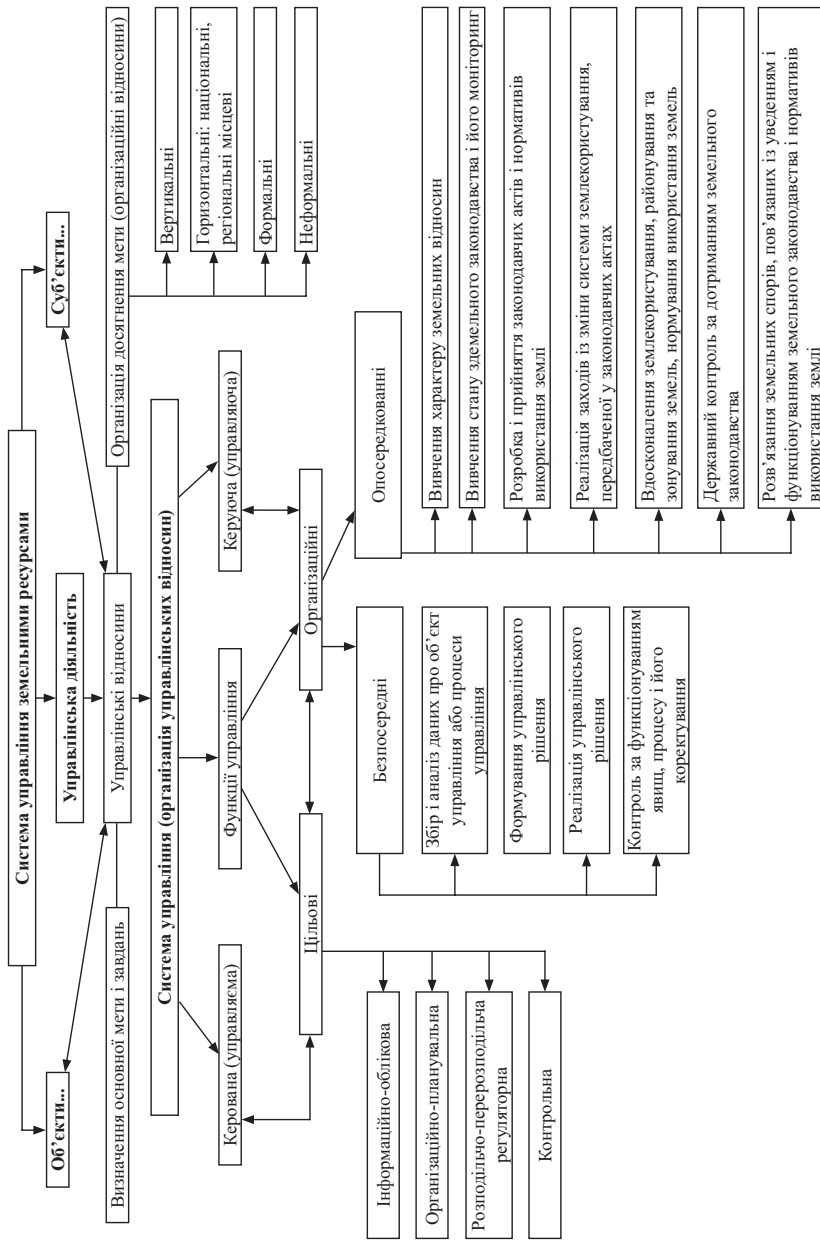 Система управління земельними ресурсами
Об’єкти...
Управлінська діяльність
Суб’єкти...
Визначення основної мети і завдань
Управлінські відносини
Організація досягнення мети (організаційні відносини)
Система управління (організація управлінських відносин)
Вертикальні
Горизонтальні: національні,
регіональні місцеві
Формальні
Неформальні
Керована (управляєма)
Функції управління
Керуюча (управляюча)
Цільові
Організаційні
Інформаційно-облікова
Організаційно-планувальна
Розподільчо-перерозподільча
регуляторна
Контрольна
Безпосередні
Збір і аналіз даних про об’єкт
управління або процеси
управління
Формування управлінського
рішення
Реалізація управлінського
рішення
Контроль за функціонуванням
явищ, процесу і його
коректування
Опосередкованні
Вивчення характеру земельних відносин
Вивчення стану здемельного законодавства і його моніторинг
Розробка і прийняття законодавчих актів і нормативів
використання землі
Реалізація заходів із зміни системи землекористування,
передбаченої у законодавчих актах
Вдосконалення землекористування, районування та
зонування земель, нормування використання земель
Державний контроль за дотриманням земельного
законодавства
Розв’язання земельних спорів, пов’язаних із уведенням і
функціонуванням земельного законодавства і нормативів
використання землі